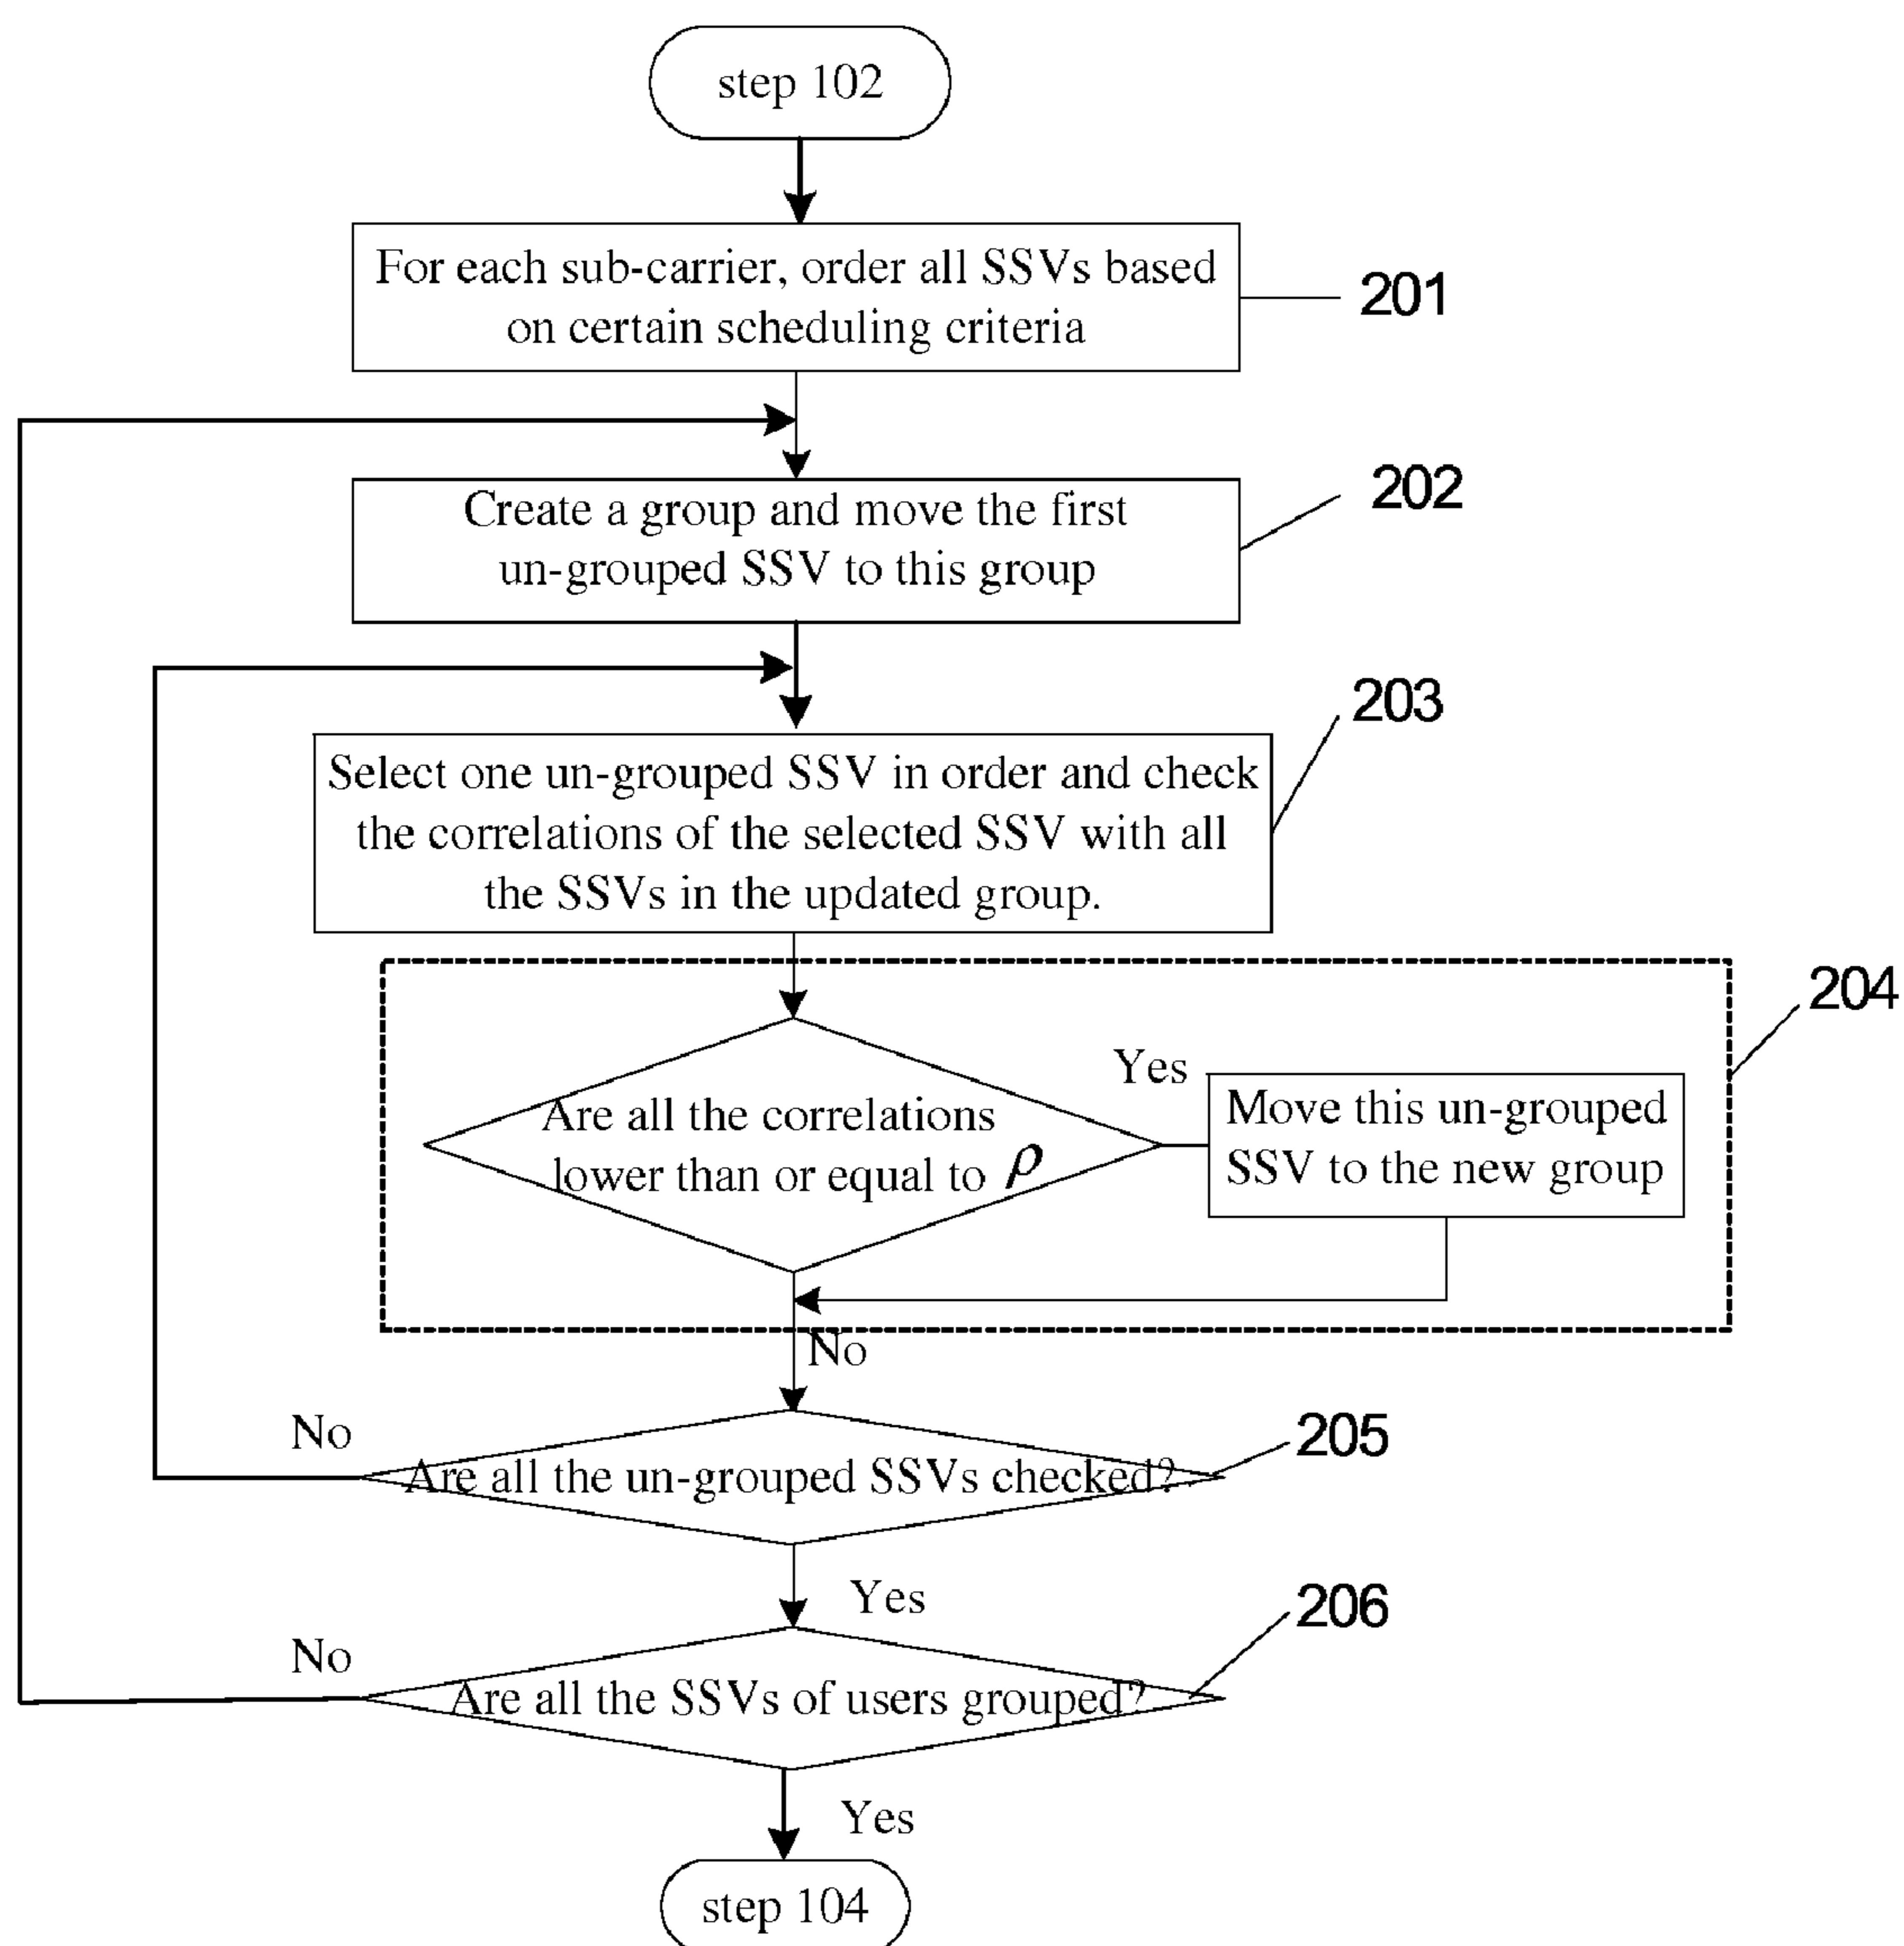 step 102
For each sub-carrier, order all SSVs based
on certain scheduling criteria
201
Create a group and move the first
un-grouped SSV to this group
202
Select one un-grouped SSV in order and check
the correlations of the selected SSV with all
the SSVs in the updated group.
203
204
Are all the correlations
lower than or equal to ρ
Yes
Move this un-grouped
SSV to the new group
No
Are all the un-grouped SSVs checked?
No
205
Yes
Are all the SSVs of users grouped?
No
206
Yes
step 104